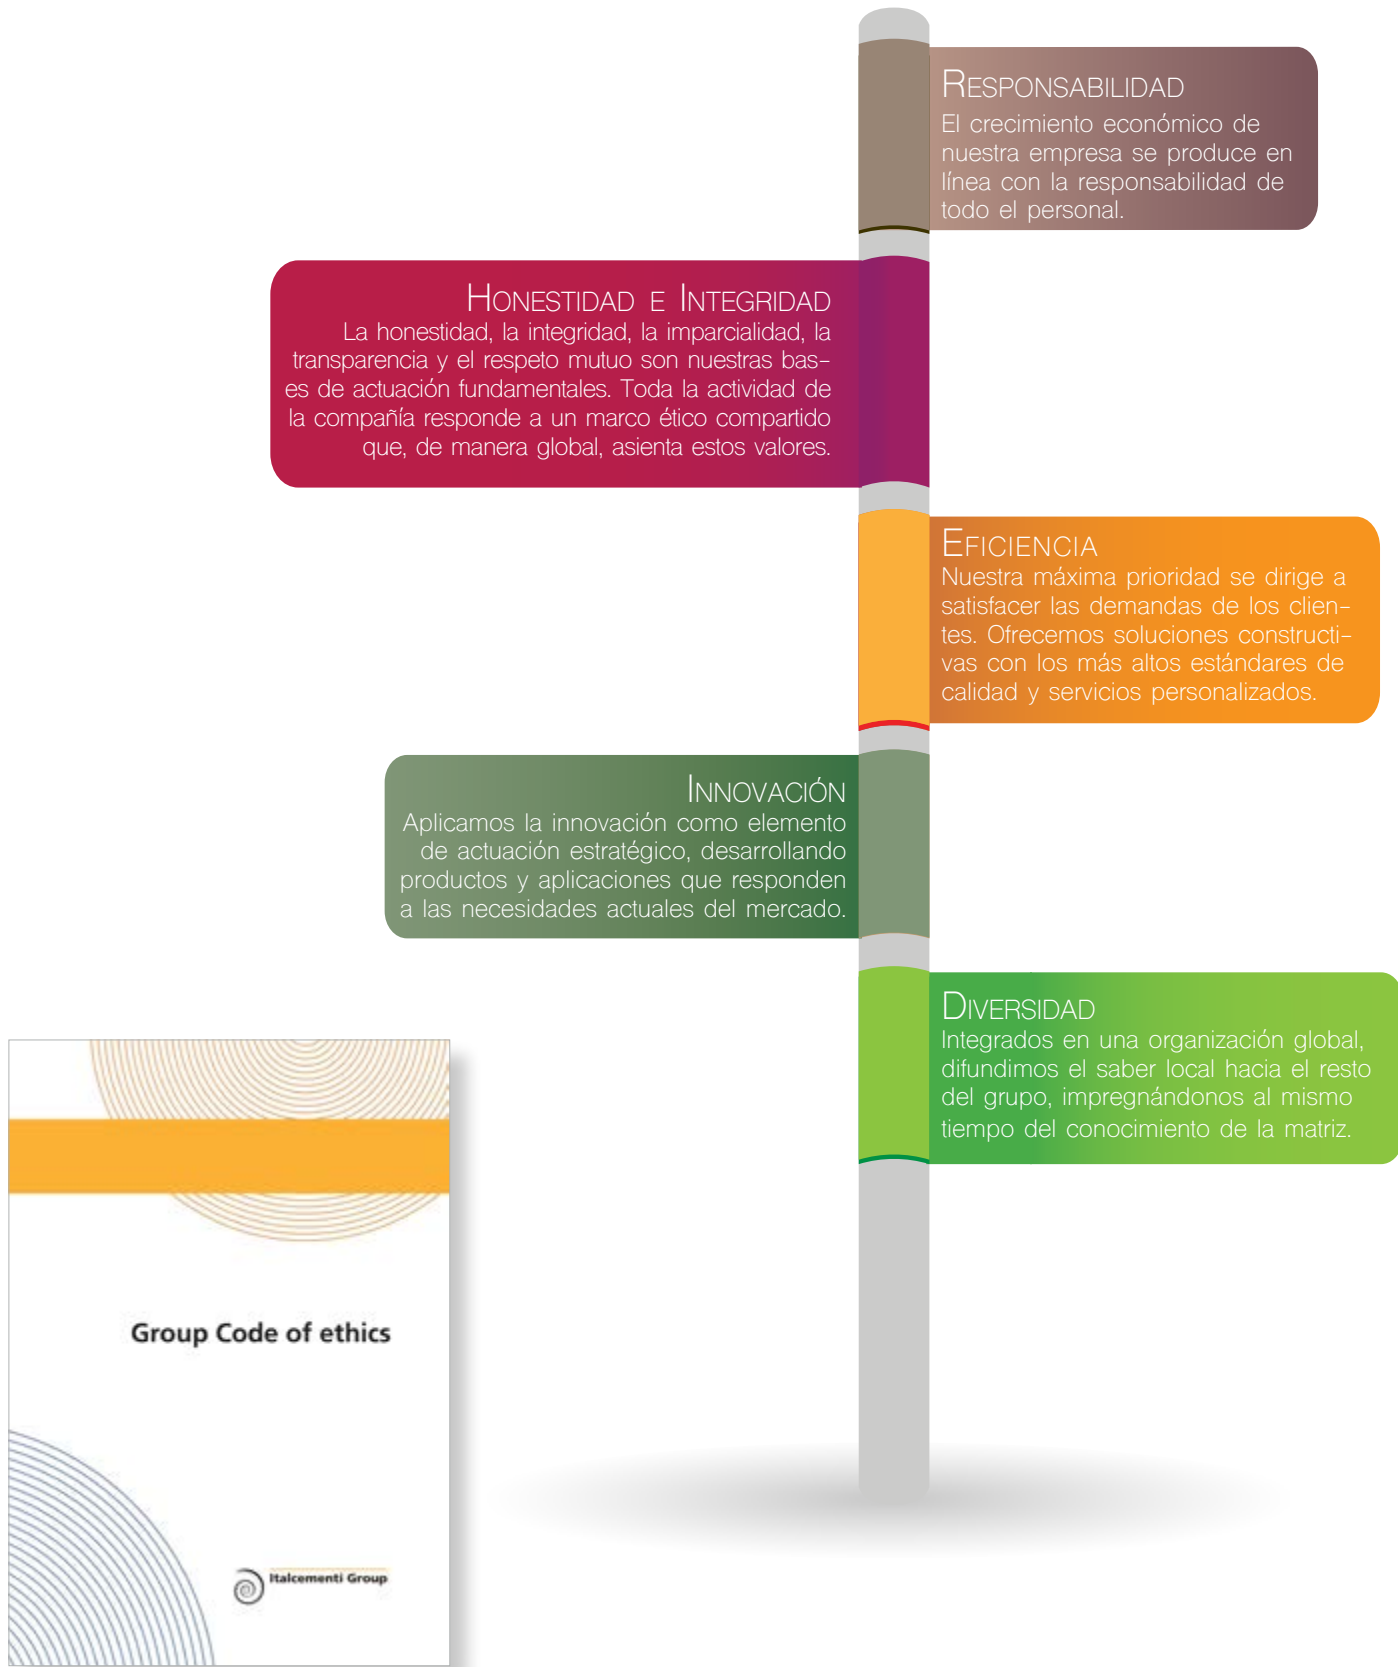 RESPONSABILIDAD
El crecimiento económico de
nuestra empresa se produce en
línea con la responsabilidad de
todo el personal.
HONESTIDAD E INTEGRIDAD
La honestidad, la integridad, la imparcialidad, la
transparencia y el respeto mutuo son nuestras bas-
es de actuación fundamentales. Toda la actividad de
la compañía responde a un marco ético compartido
que, de manera global, asienta estos valores.
EFICIENCIA
Nuestra máxima prioridad se dirige a
satisfacer las demandas de los clien-
tes. Ofrecemos soluciones constructi-
vas con los más altos estándares de
calidad y servicios personalizados.
INNOVACIÓN
Aplicamos la innovación como elemento
de actuación estratégico, desarrollando
productos y aplicaciones que responden
a las necesidades actuales del mercado.
DIVERSIDAD
Integrados en una organización global,
difundimos el saber local hacia el resto
del grupo, impregnándonos al mismo
tiempo del conocimiento de la matriz.
Group Code of ethics
Italcementi Group